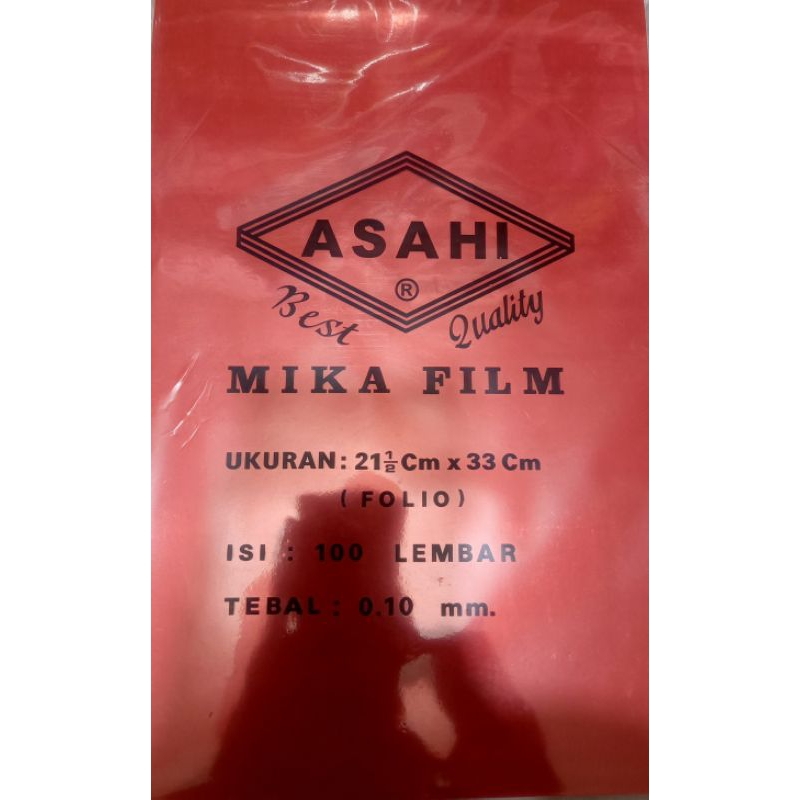 ASAHI
®
Best Quality
MIKA FILM
UKURAN: 21½ Cm x 33 Cm
( FOLIO )
ISI : 100 LEMBAR
TEBAL : 0.10 mm.